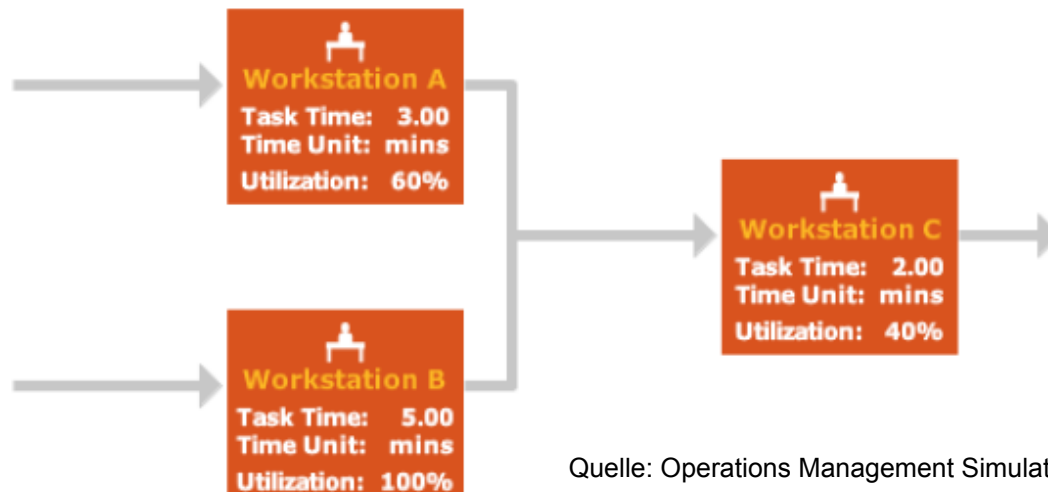 Workstation A
Task Time: 3.00
Time Unit: mins
Utilization: 60%
Workstation C
Task Time: 2.00
Time Unit: mins
Utilization: 40%
Workstation B
Task Time: 5.00
Time Unit: mins
Utilization: 100%
Quelle: Operations Management Simulat